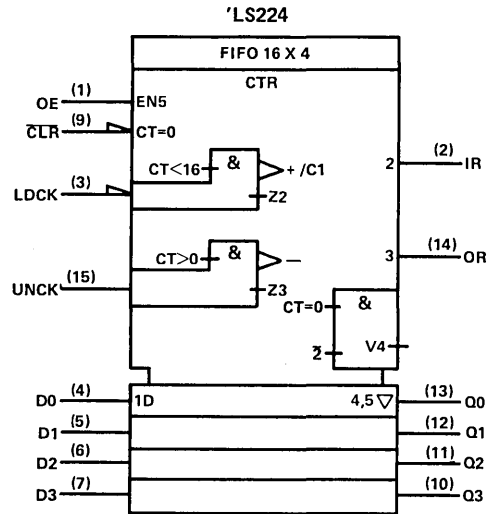 'LS224
FIFO 16 X 4
CTR
(1)
OE
EN5
(9)
CLR
CT=0
CT<16
&
+/C1
(2)
2
IR
(3)
LDCK
Z2
CT>0
&
−
(14)
3
OR
(15)
UNCK
Z3
CT=0
&
V4
2̄
(4)
D0
1D
4,5 ▽
(13)
Q0
(5)
D1
(12)
Q1
(6)
D2
(11)
Q2
(7)
D3
(10)
Q3